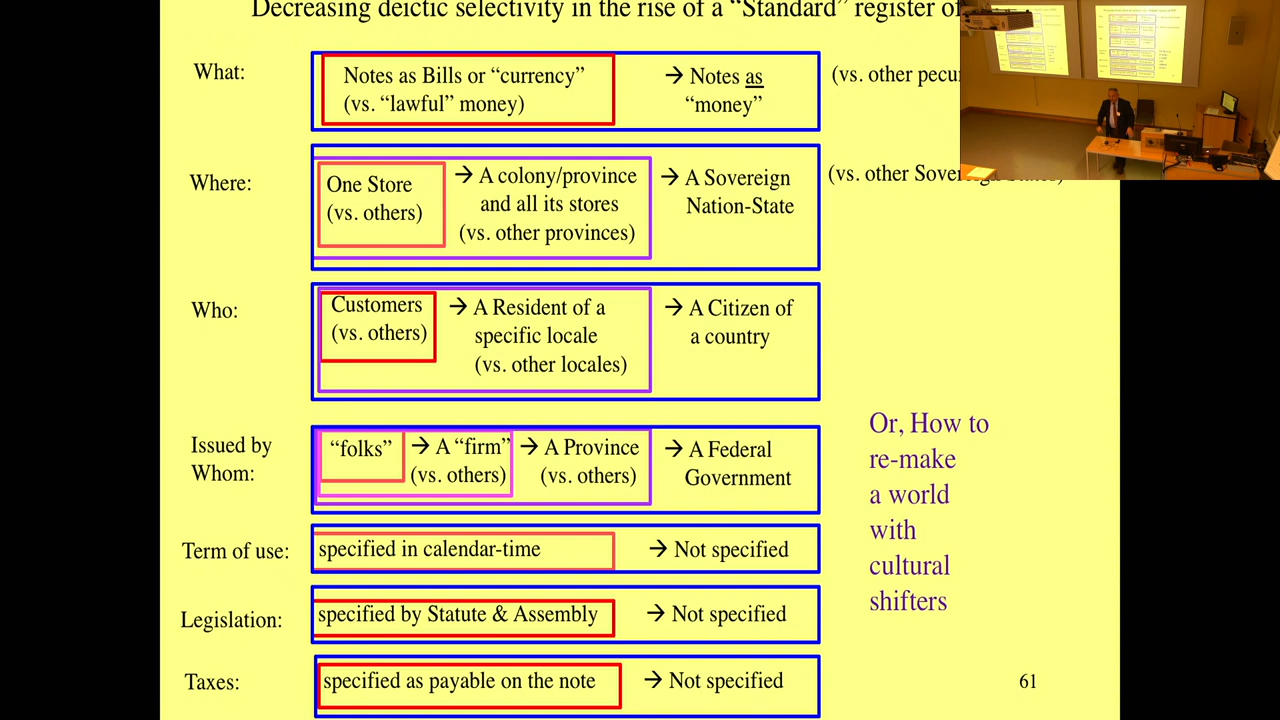 Decreasing deictic selectivity in the rise of a “Standard” register of
What:
Notes as Bills or “currency”
(vs. “lawful” money)
→ Notes as
“money”
(vs. other
Where:
One Store
(vs. others)
→ A colony/province
and all its stores
(vs. other provinces)
→ A Sovereign
Nation-State
(vs. other Sovereign States)
Who:
Customers
(vs. others)
→ A Resident of a
specific locale
(vs. other locales)
→ A Citizen of
a country
Issued by
Whom:
“folks”
→ A “firm”
(vs. others)
→ A Province
(vs. others)
→ A Federal
Government
Term of use:
specified in calendar-time
→ Not specified
Legislation:
specified by Statute & Assembly
→ Not specified
Taxes:
specified as payable on the note
→ Not specified
Or, How to
re-make
a world
with
cultural
shifters
61